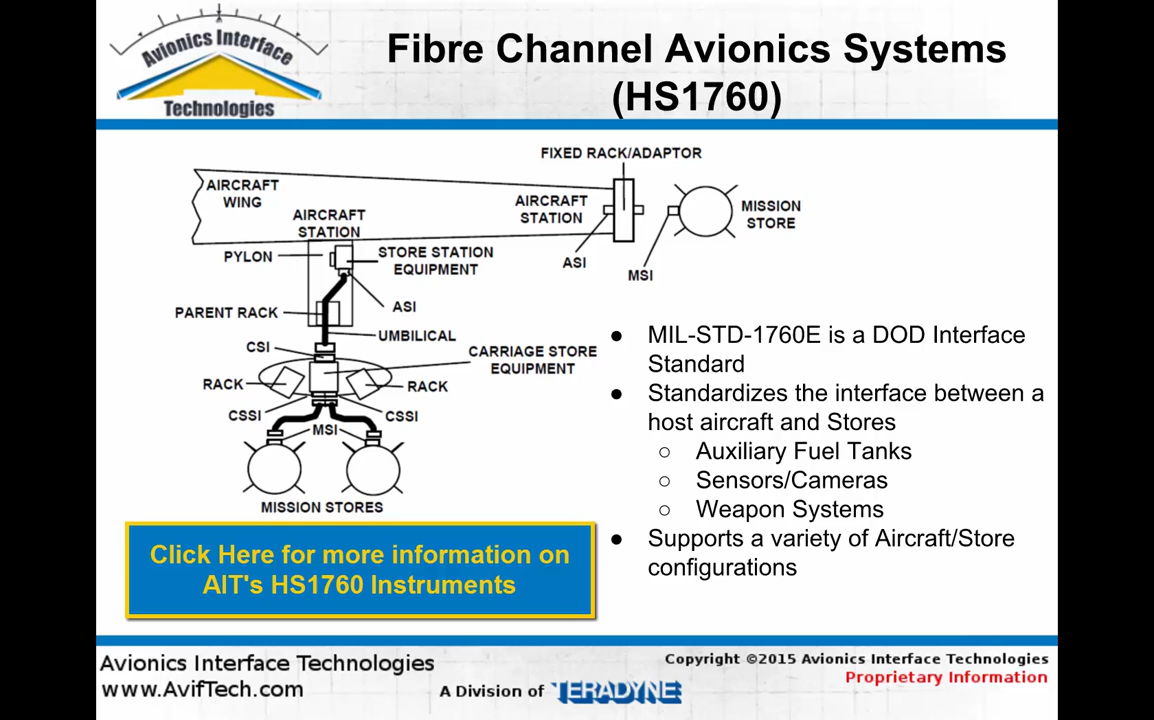 Avionics Interface
Technologies
Fibre Channel Avionics Systems
(HS1760)
FIXED RACK/ADAPTOR
AIRCRAFT
WING
AIRCRAFT
STATION
AIRCRAFT
STATION
MISSION
STORE
PYLON
STORE STATION
EQUIPMENT
ASI
MSI
ASI
PARENT RACK
UMBILICAL
CSI
CARRIAGE STORE
EQUIPMENT
RACK
RACK
CSSI
CSSI
MSI
MISSION STORES
● MIL-STD-1760E is a DOD Interface
Standard
● Standardizes the interface between a
host aircraft and Stores
○ Auxiliary Fuel Tanks
○ Sensors/Cameras
○ Weapon Systems
● Supports a variety of Aircraft/Store
configurations
Click Here for more information on
AIT's HS1760 Instruments
Avionics Interface Technologies
www.AvifTech.com
A Division of TERADYNE
Copyright ©2015 Avionics Interface Technologies
Proprietary Information